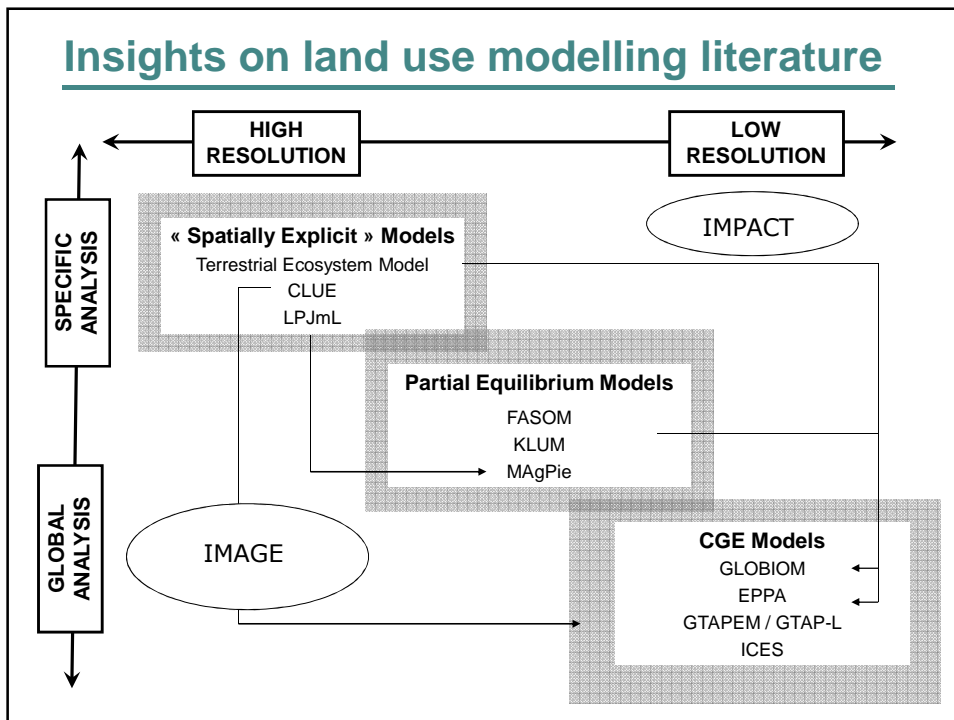 Insights on land use modelling literature
HIGH
RESOLUTION
LOW
RESOLUTION
SPECIFIC
ANALYSIS
GLOBAL
ANALYSIS
« Spatially Explicit » Models
Terrestrial Ecosystem Model
CLUE
LPJmL
IMPACT
Partial Equilibrium Models
FASOM
KLUM
MAgPie
IMAGE
CGE Models
GLOBIOM
EPPA
GTAPEM / GTAP-L
ICES